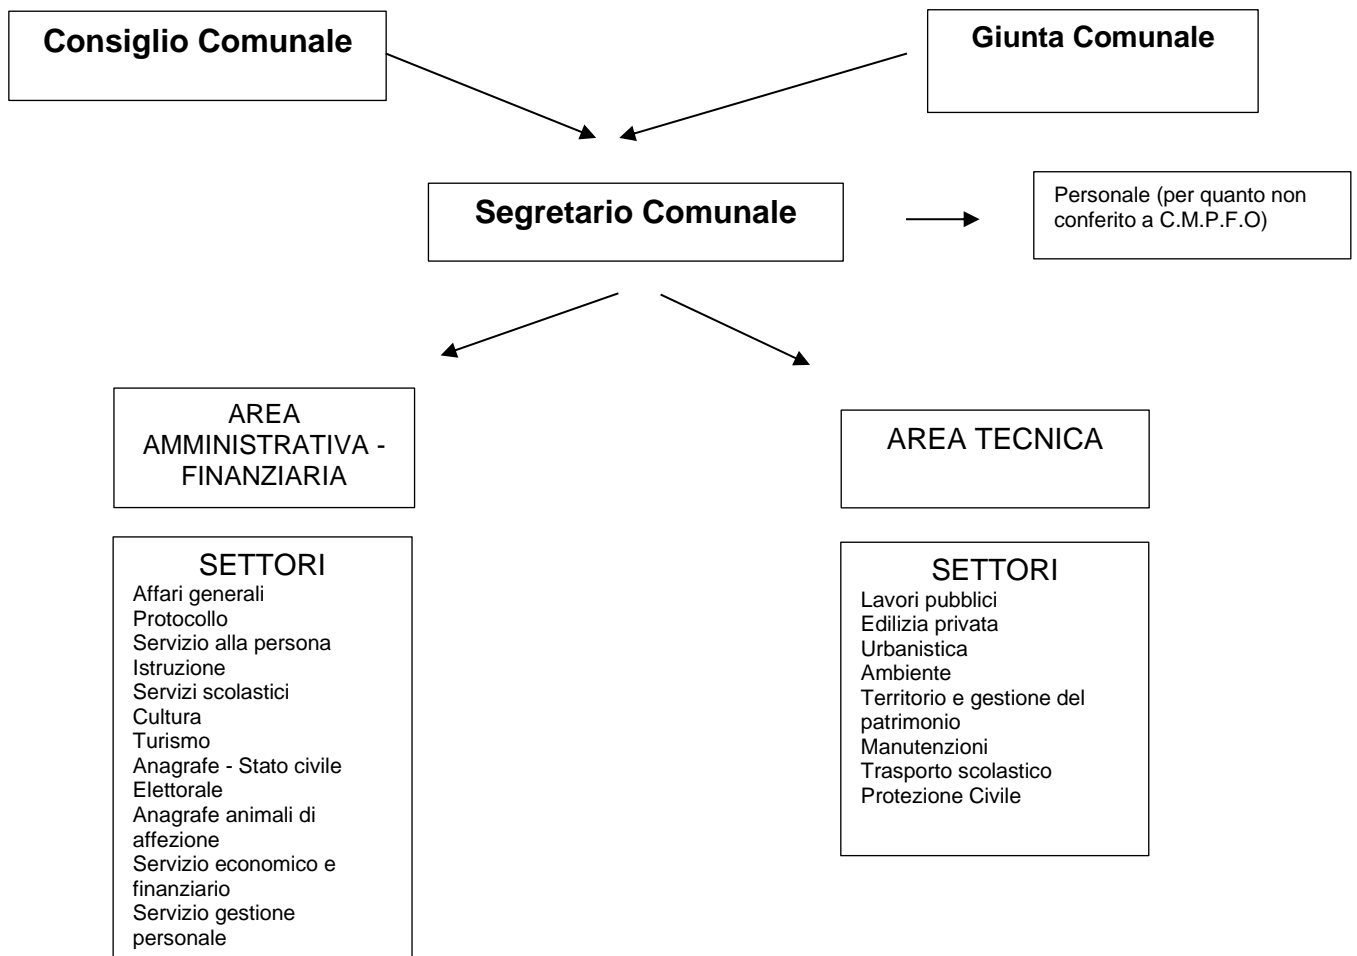 Consiglio Comunale
Giunta Comunale
Segretario Comunale
Personale (per quanto non
conferito a C.M.P.F.O)
AREA
AMMINISTRATIVA -
FINANZIARIA
AREA TECNICA
SETTORI
Affari generali
Protocollo
Servizio alla persona
Istruzione
Servizi scolastici
Cultura
Turismo
Anagrafe - Stato civile
Elettorale
Anagrafe animali di
affezione
Servizio economico e
finanziario
Servizio gestione
personale
SETTORI
Lavori pubblici
Edilizia privata
Urbanistica
Ambiente
Territorio e gestione del
patrimonio
Manutenzioni
Trasporto scolastico
Protezione Civile